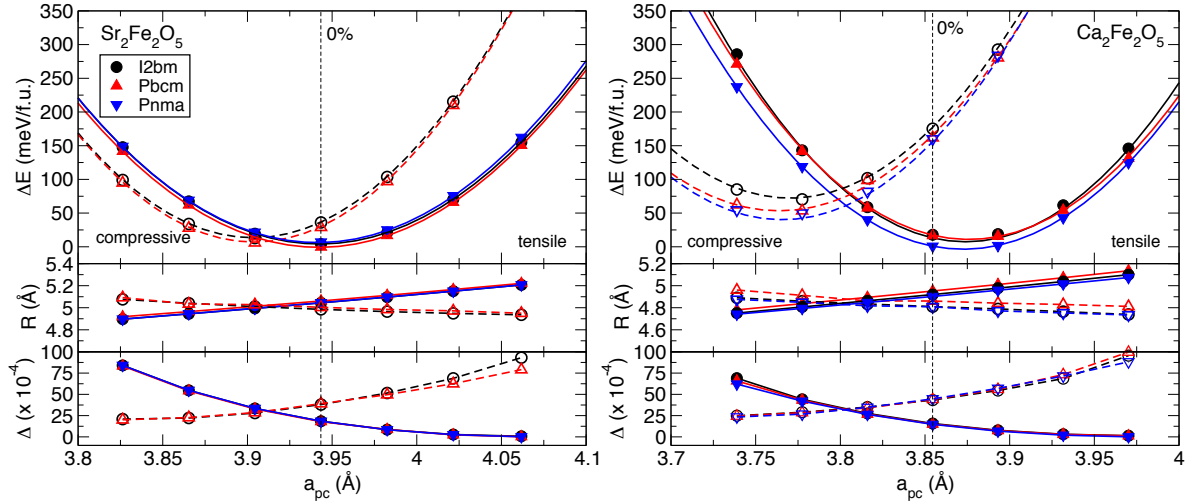 Sr2Fe2O5
0%
I2bm
Pbcm
Pnma
ΔE (meV/f.u.)
350
300
250
200
150
100
50
0
compressive
tensile
R (Å)
5.4
5.2
5
4.8
Δ (x 10^-4)
100
75
50
25
0
3.8 3.85 3.9 3.95 4 4.05 4.1
a_pc (Å)
Ca2Fe2O5
0%
ΔE (meV/f.u.)
350
300
250
200
150
100
50
0
compressive
tensile
R (Å)
5.2
5
4.8
4.6
Δ (x 10^-4)
100
75
50
25
0
3.7 3.75 3.8 3.85 3.9 3.95 4
a_pc (Å)